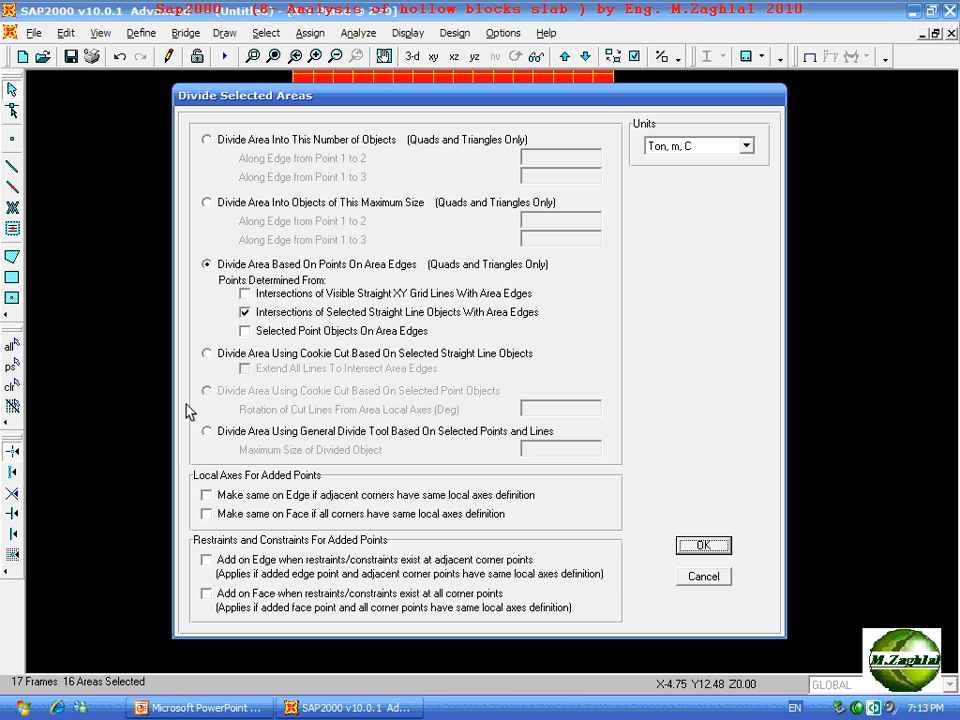 SAP2000 v10.0.1 Advanced - (Untitled)
Sap2000 (8- Analysis of hollow blocks slab ) by Eng. M.Zaghlal 2010
File Edit View Define Bridge Draw Select Assign Analyze Display Design Options Help
3-d xy xz yz nv
Divide Selected Areas
Divide Area Into This Number of Objects (Quads and Triangles Only)
Along Edge from Point 1 to 2
Along Edge from Point 1 to 3
Divide Area Into Objects of This Maximum Size (Quads and Triangles Only)
Along Edge from Point 1 to 2
Along Edge from Point 1 to 3
Divide Area Based On Points On Area Edges (Quads and Triangles Only)
Points Determined From:
Intersections of Visible Straight XY Grid Lines With Area Edges
Intersections of Selected Straight Line Objects With Area Edges
Selected Point Objects On Area Edges
Divide Area Using Cookie Cut Based On Selected Straight Line Objects
Extend All Lines To Intersect Area Edges
Divide Area Using Cookie Cut Based On Selected Point Objects
Rotation of Cut Lines From Area Local Axes (Deg)
Divide Area Using General Divide Tool Based On Selected Points and Lines
Maximum Size of Divided Object
Local Axes For Added Points
Make same on Edge if adjacent corners have same local axes definition
Make same on Face if all corners have same local axes definition
Restraints and Constraints For Added Points
Add on Edge when restraints/constraints exist at adjacent corner points
(Applies if added edge point and adjacent corner points have same local axes definition)
Add on Face when restraints/constraints exist at all corner points
(Applies if added face point and all corner points have same local axes definition)
Units
Ton, m, C
OK
Cancel
all
ps
clr
M.Zaghlal
17 Frames 16 Areas Selected
X-4.75 Y12.48 Z0.00
GLOBAL
Microsoft PowerPoint ...
SAP2000 v10.0.1 Ad...
EN
7:13 PM